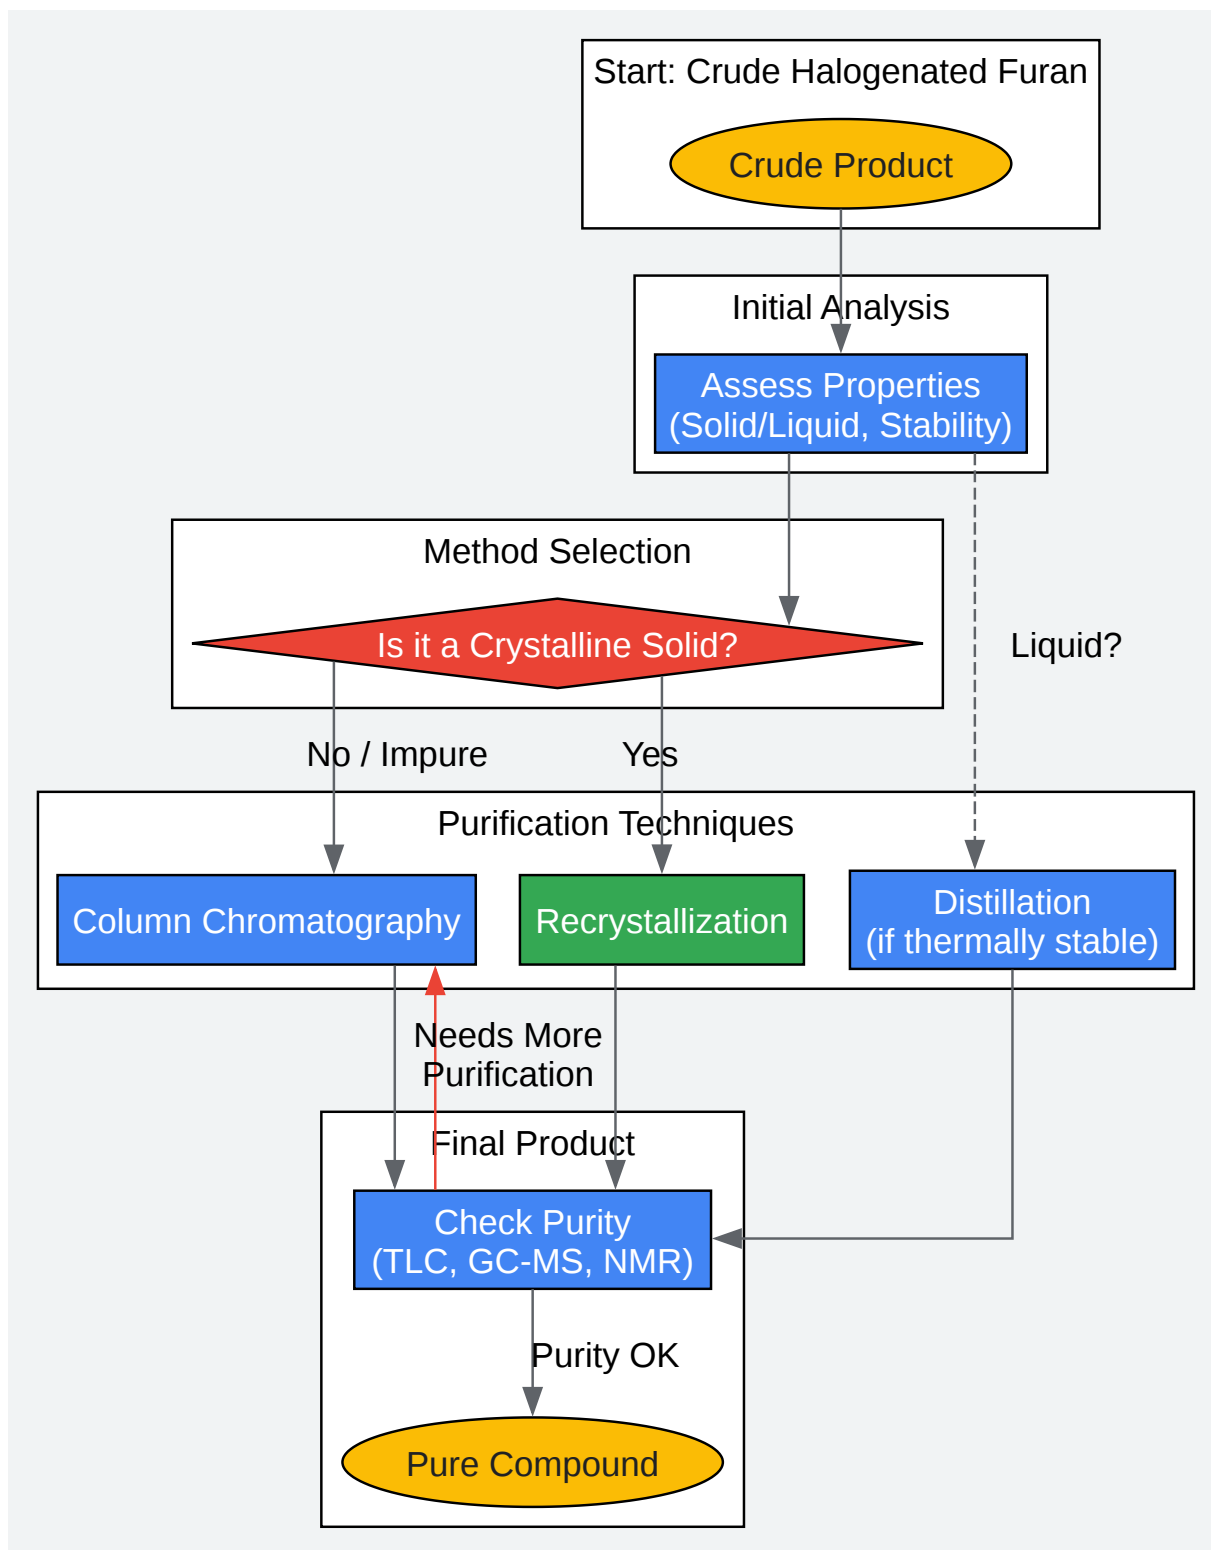 Start: Crude Halogenated Furan
Crude Product
Initial Analysis
Assess Properties
(Solid/Liquid, Stability)
Method Selection
Is it a Crystalline Solid?
Liquid?
No / Impure
Yes
Purification Techniques
Column Chromatography
Recrystallization
Distillation
(if thermally stable)
Needs More
Purification
Final Product
Check Purity
(TLC, GC-MS, NMR)
Purity OK
Pure Compound